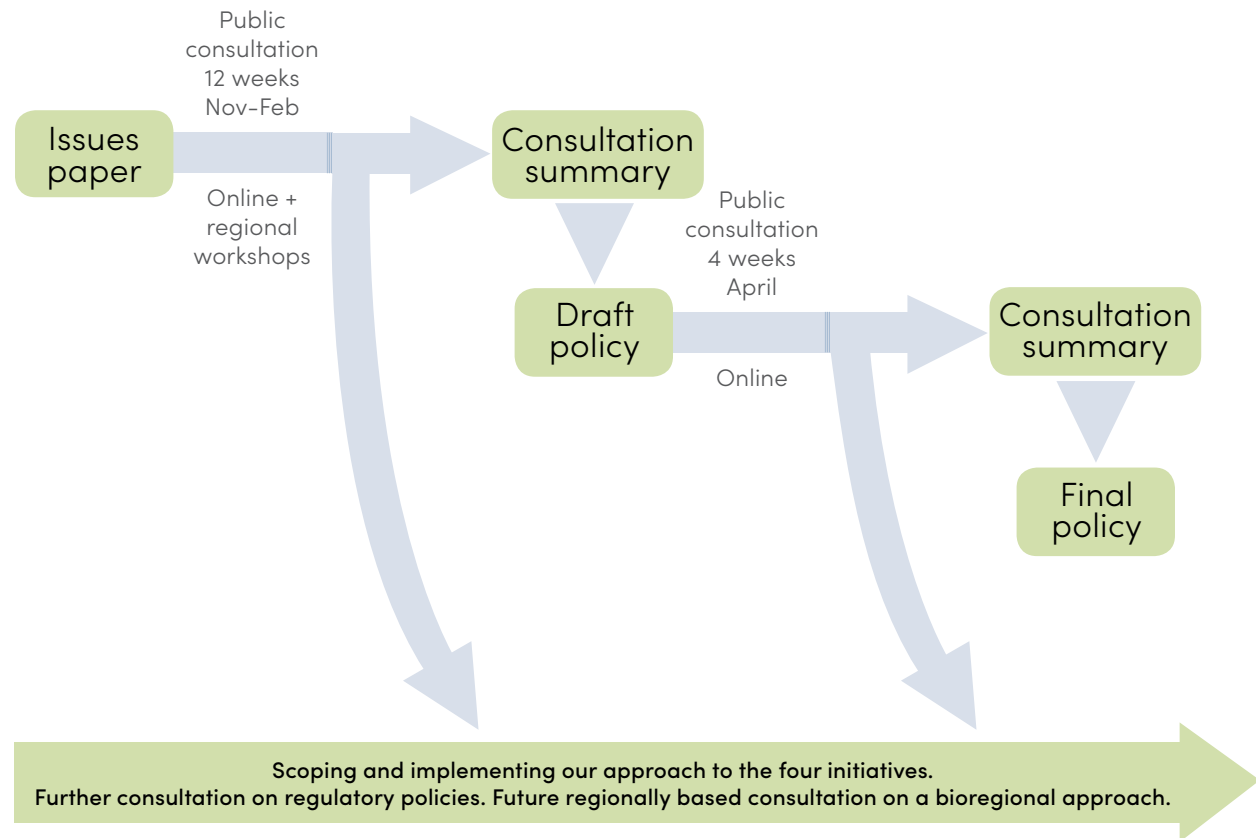 Public
consultation
12 weeks
Nov-Feb
Issues
paper
Online +
regional
workshops
Consultation
summary
Public
consultation
4 weeks
April
Draft
policy
Online
Consultation
summary
Final
policy
Scoping and implementing our approach to the four initiatives.
Further consultation on regulatory policies. Future regionally based consultation on a bioregional approach.